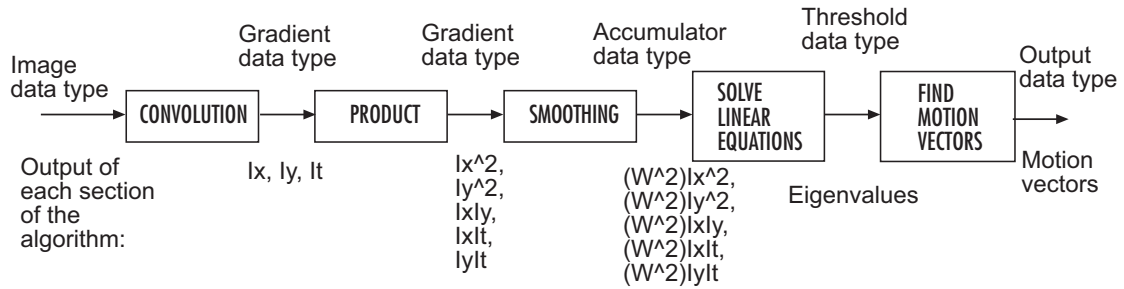 Image
data type
CONVOLUTION
Gradient
data type
PRODUCT
Gradient
data type
SMOOTHING
Accumulator
data type
SOLVE
LINEAR
EQUATIONS
Threshold
data type
FIND
MOTION
VECTORS
Output
data type
Output of
each section
of the
algorithm:
Ix, Iy, It
Ix^2,
Iy^2,
IxIy,
IxIt,
IyIt
(W^2)Ix^2,
(W^2)Iy^2,
(W^2)IxIy,
(W^2)IxIt,
(W^2)IyIt
Eigenvalues
Motion
vectors